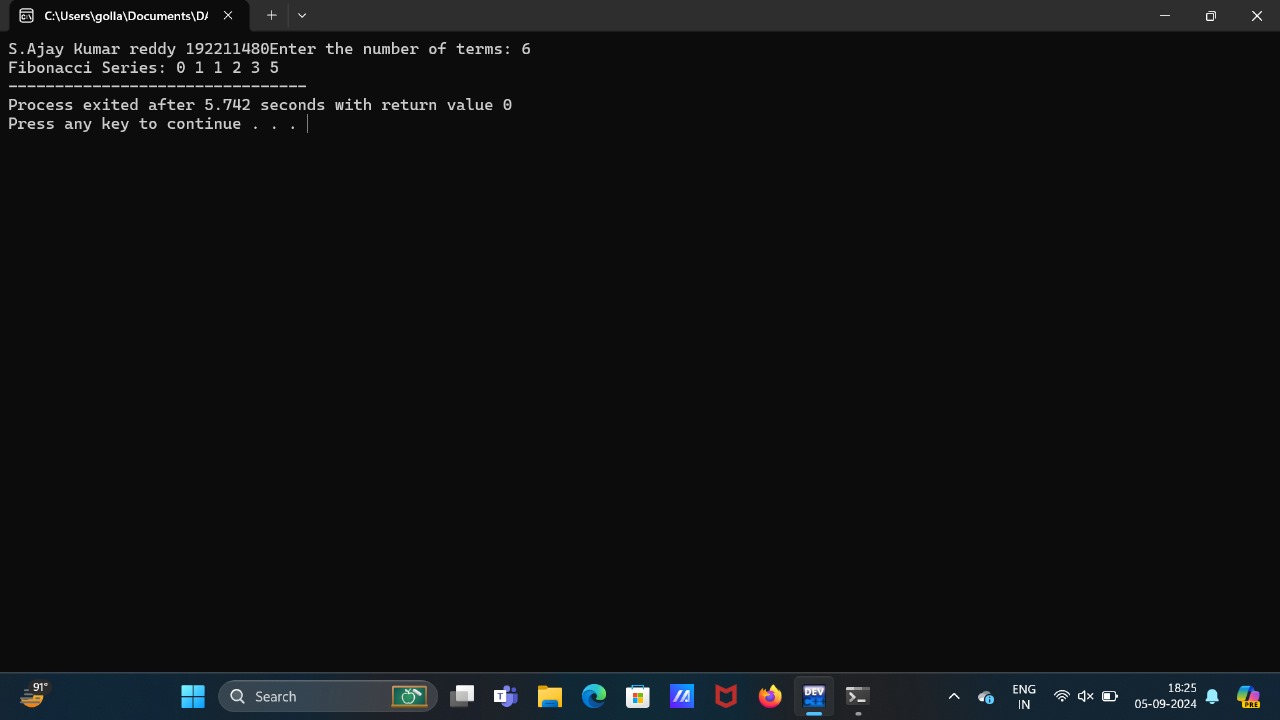 C:\Users\golla\Documents\DA
S.Ajay Kumar reddy 192211480Enter the number of terms: 6
Fibonacci Series: 0 1 1 2 3 5
--------------------------------
Process exited after 5.742 seconds with return value 0
Press any key to continue . . .
91°
Search
DEV
C++
ENG
IN
18:25
05-09-2024
PRE